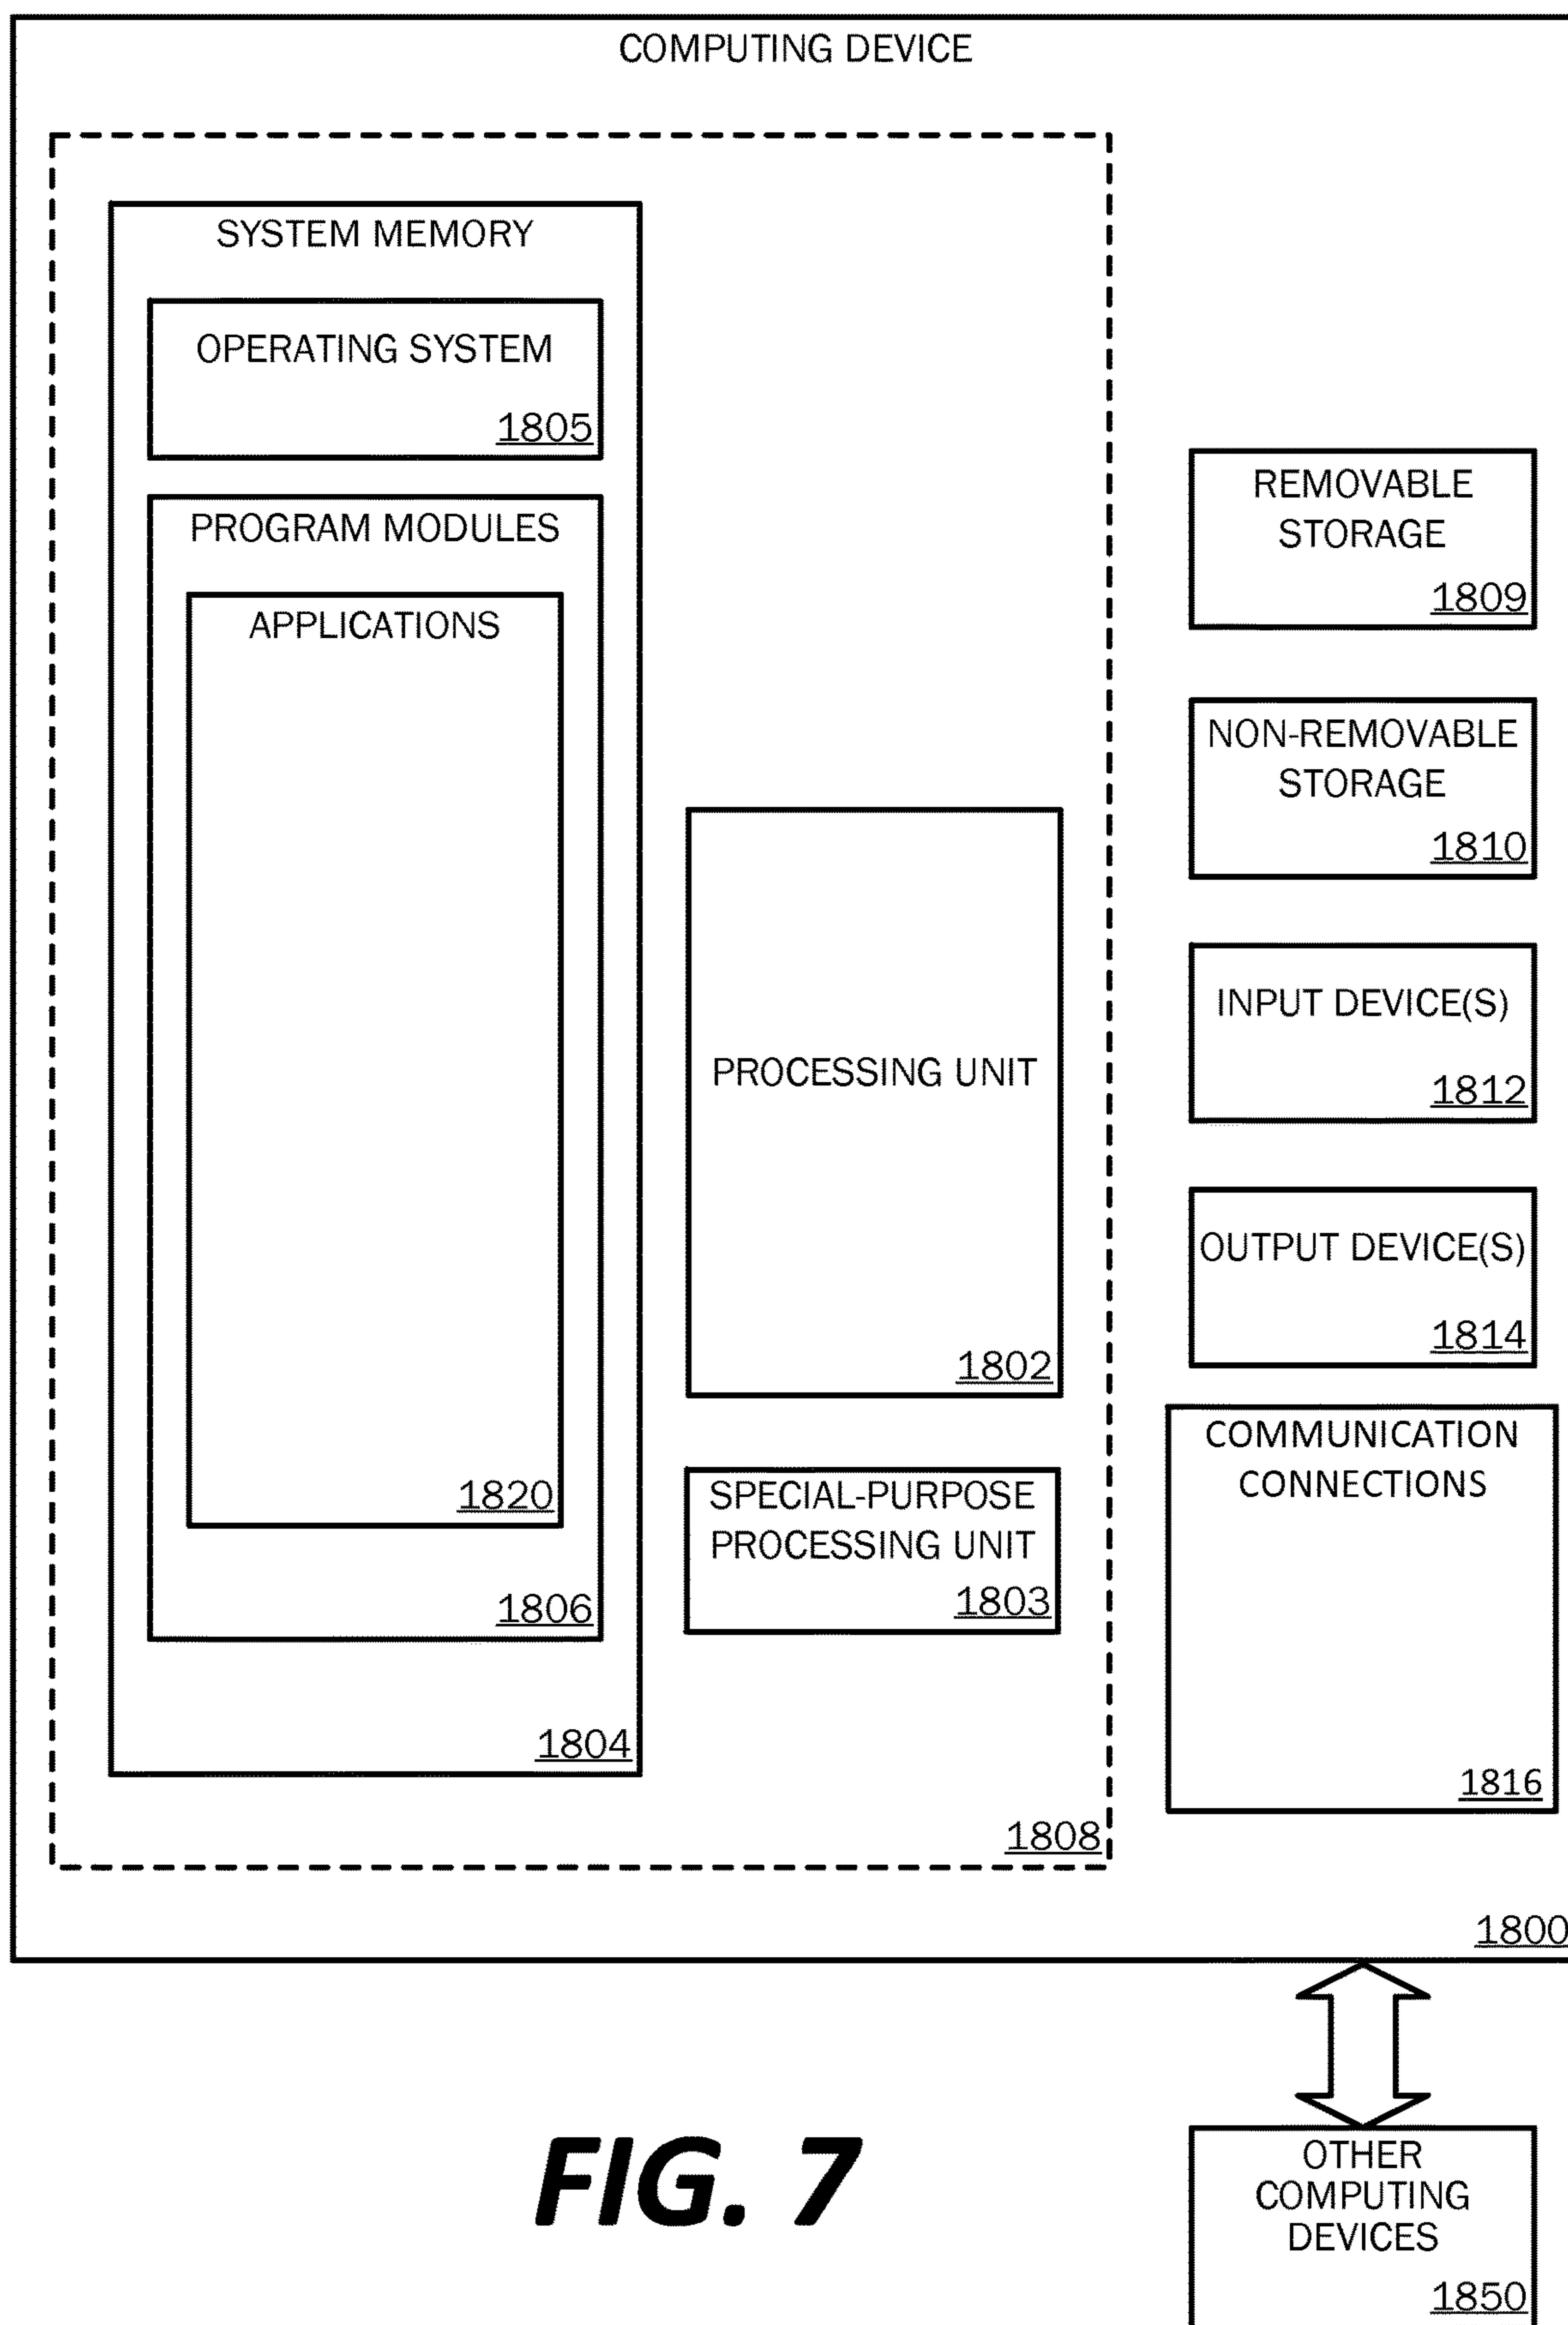 COMPUTING DEVICE
SYSTEM MEMORY
OPERATING SYSTEM
1805
PROGRAM MODULES
APPLICATIONS
1820
1806
1804
PROCESSING UNIT
1802
SPECIAL-PURPOSE
PROCESSING UNIT
1803
1808
REMOVABLE
STORAGE
1809
NON-REMOVABLE
STORAGE
1810
INPUT DEVICE(S)
1812
OUTPUT DEVICE(S)
1814
COMMUNICATION
CONNECTIONS
1816
1800
OTHER
COMPUTING
DEVICES
1850
FIG. 7